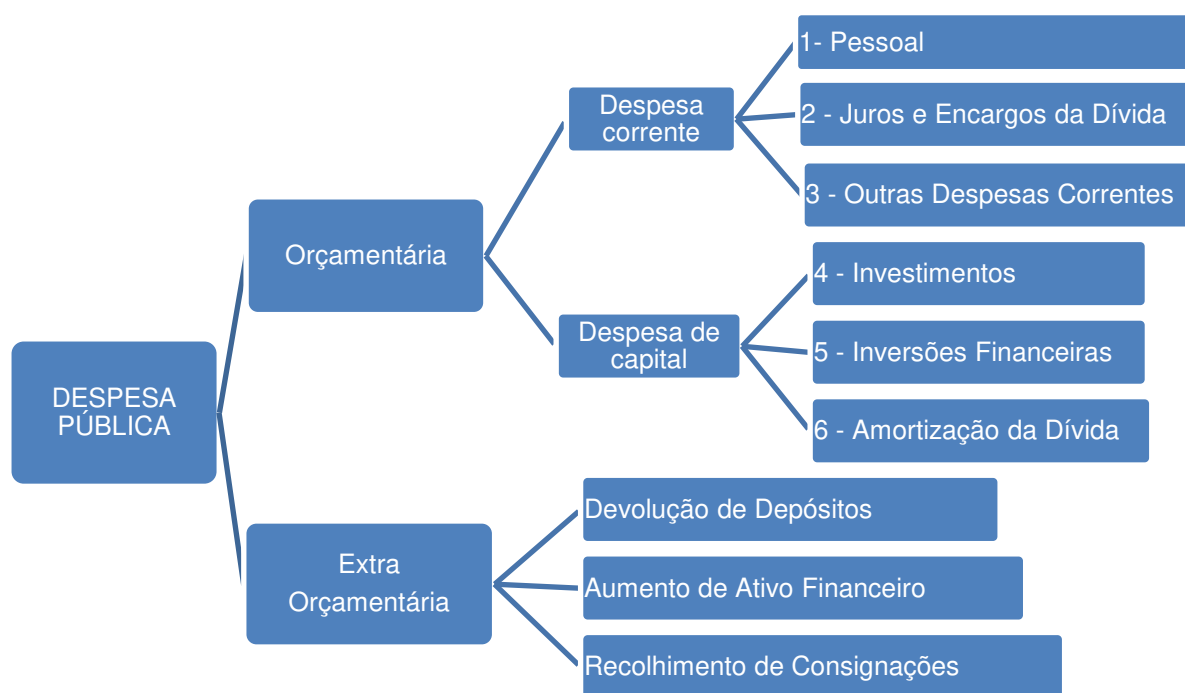 DESPESA
PÚBLICA
Orçamentária
Despesa
corrente
1- Pessoal
2 - Juros e Encargos da Dívida
3 - Outras Despesas Correntes
Despesa de
capital
4 - Investimentos
5 - Inversões Financeiras
6 - Amortização da Dívida
Extra
Orçamentária
Devolução de Depósitos
Aumento de Ativo Financeiro
Recolhimento de Consignações